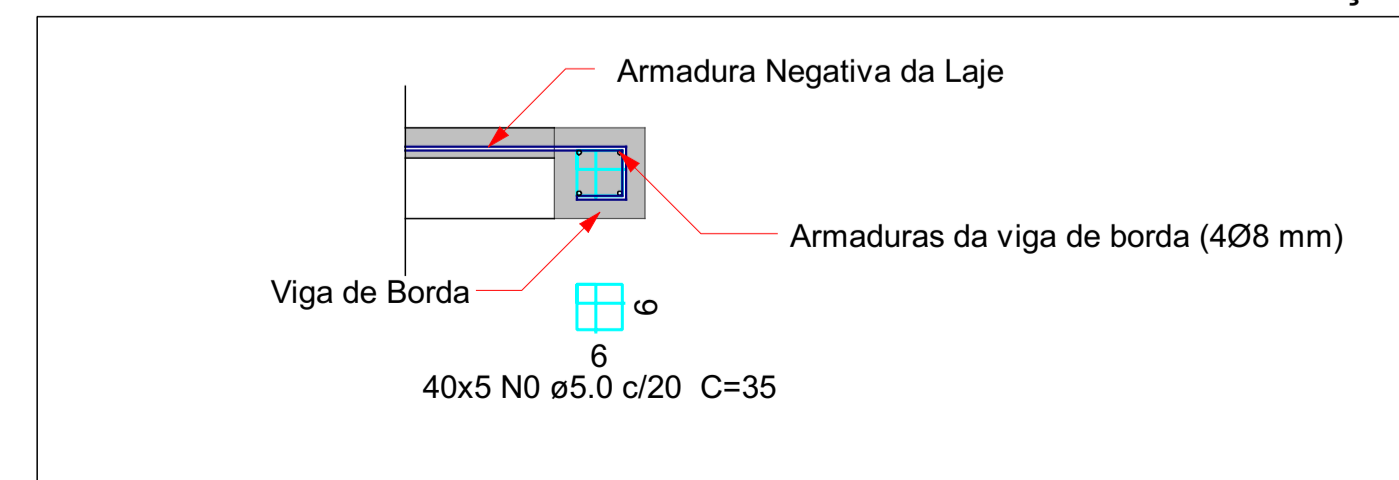 Armadura Negativa da Laje
Armaduras da viga de borda (4Ø8 mm)
Viga de Borda
6
6
40x5 N0 ø5.0 c/20 C=35